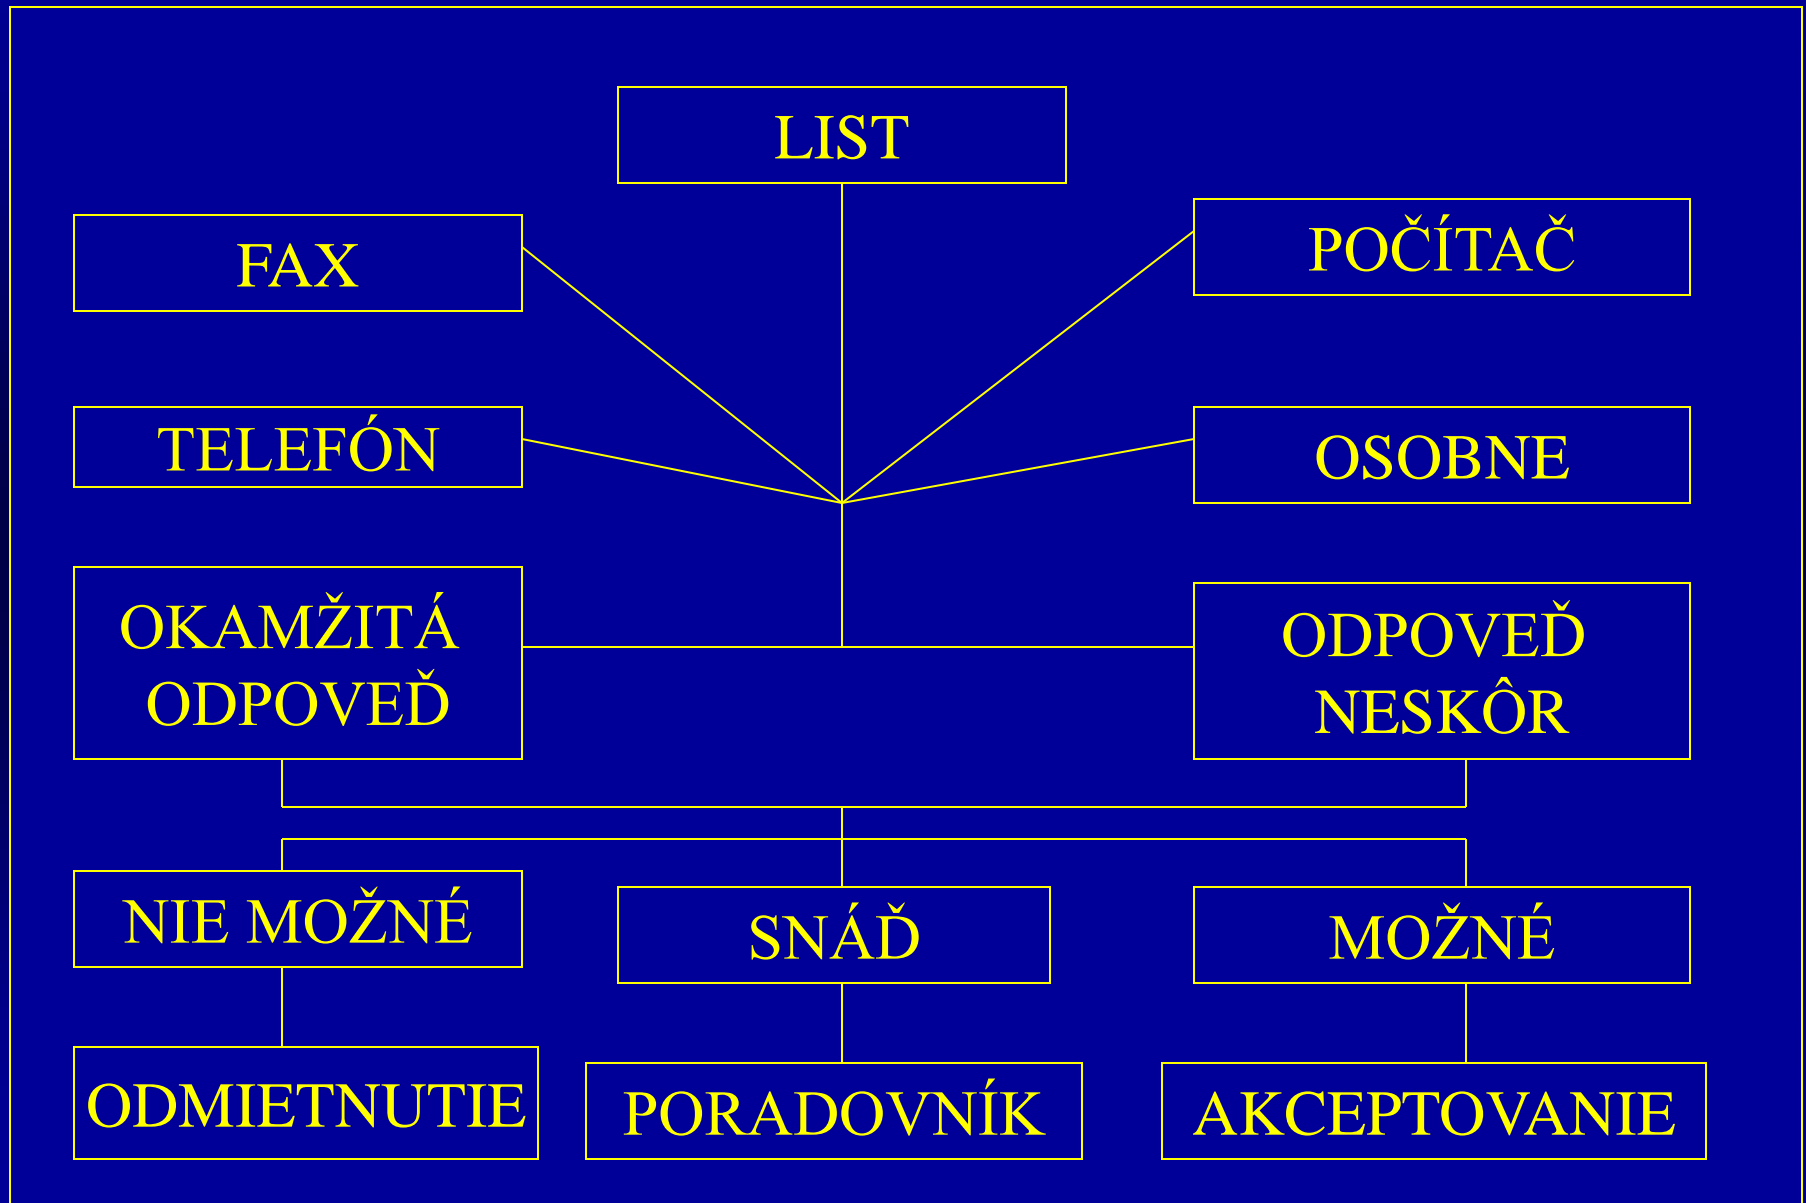 LIST
FAX
POČÍTAČ
TELEFÓN
OSOBNE
OKAMŽITÁ
ODPOVEĎ
ODPOVEĎ
NESKÔR
NIE MOŽNÉ
SNÁĎ
MOŽNÉ
ODMIETNUTIE
PORADOVNÍK
AKCEPTOVANIE